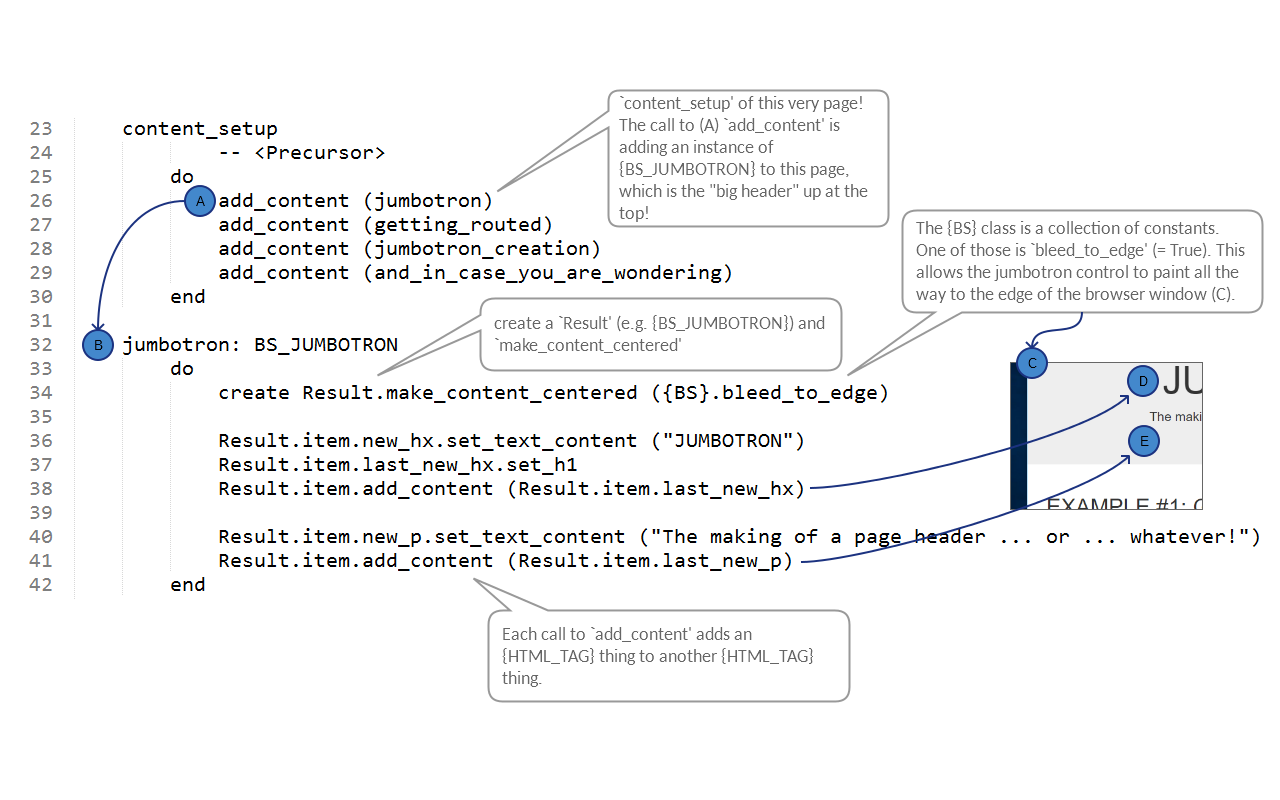 `content_setup' of this very page!
The call to (A) `add_content' is
adding an instance of
{BS_JUMBOTRON} to this page,
which is the "big header" up at the
top!
23 content_setup
24 -- <Precursor>
25 do
26 A add_content (jumbotron)
27 add_content (getting_routed)
28 add_content (jumbotron_creation)
29 add_content (and_in_case_you_are_wondering)
30 end
The {BS} class is a collection of constants.
One of those is `bleed_to_edge' (= True). This
allows the jumbotron control to paint all the
way to the edge of the browser window (C).
31
create a `Result' (e.g. {BS_JUMBOTRON}) and
`make_content_centered'
32 B jumbotron: BS_JUMBOTRON
33 do
34 create Result.make_content_centered ({BS}.bleed_to_edge)
35
36 Result.item.new_hx.set_text_content ("JUMBOTRON")
37 Result.item.last_new_hx.set_h1
38 Result.item.add_content (Result.item.last_new_hx)
39
40 Result.item.new_p.set_text_content ("The making of a page header ... or ... whatever!")
41 Result.item.add_content (Result.item.last_new_p)
42 end
C
D JU
The maki
E
EXAMPLE #1:
Each call to `add_content' adds an
{HTML_TAG} thing to another {HTML_TAG}
thing.